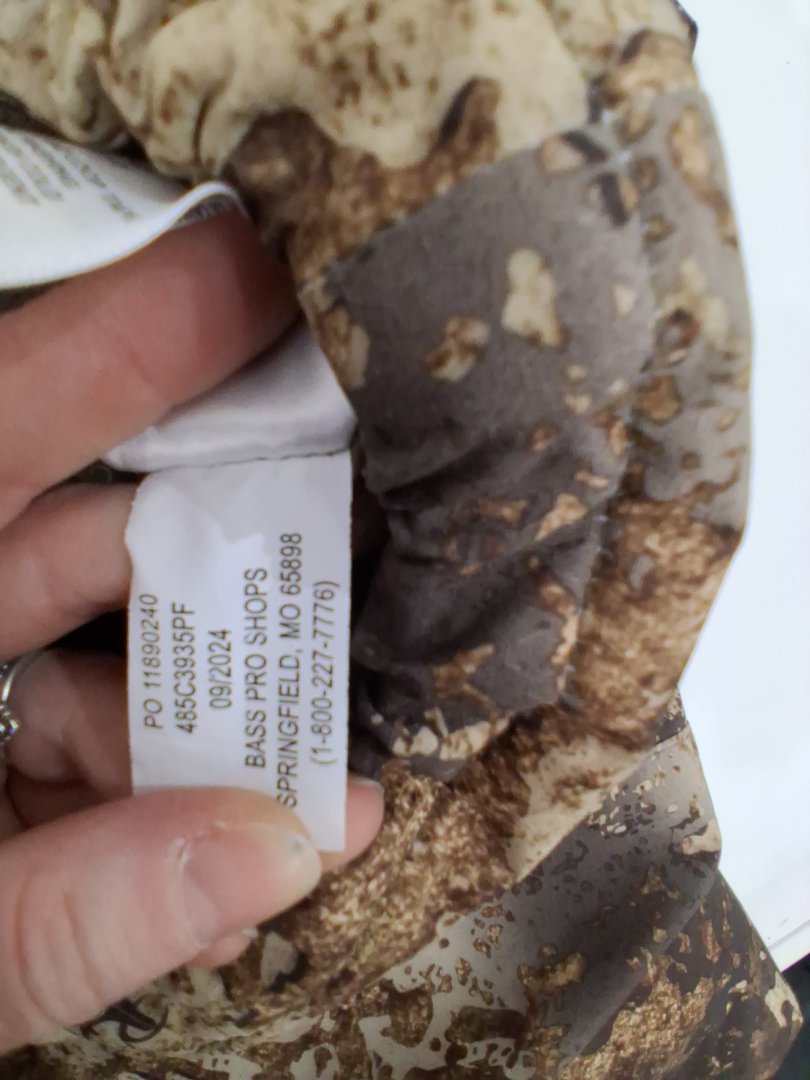 PO 11890240
485C3935PF
09/2024
BASS PRO SHOPS
SPRINGFIELD, MO 65898
(1-800-227-7776)